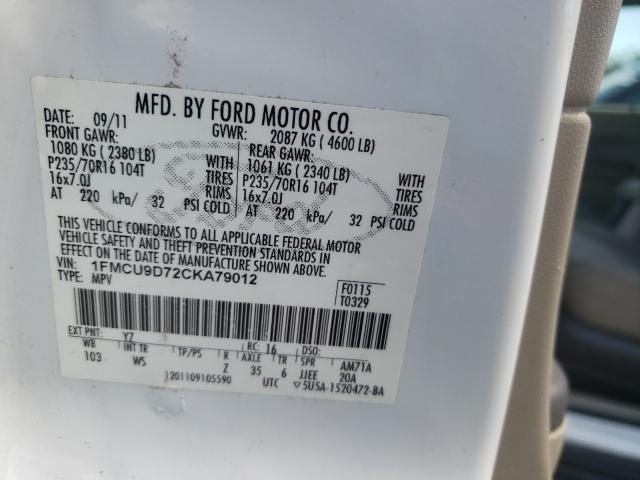 MFD. BY FORD MOTOR CO.
DATE: 09/11 GVWR: 2087 KG ( 4600 LB)
FRONT GAWR: REAR GAWR:
1080 KG ( 2380 LB) WITH 1061 KG ( 2340 LB) WITH
P235/70R16 104T TIRES P235/70R16 104T TIRES
16x7.0J RIMS 16x7.0J RIMS
AT 220 kPa/ 32 PSI COLD AT 220 kPa/ 32 PSI COLD
THIS VEHICLE CONFORMS TO ALL APPLICABLE FEDERAL MOTOR
VEHICLE SAFETY AND THEFT PREVENTION STANDARDS IN
EFFECT ON THE DATE OF MANUFACTURE SHOWN ABOVE.
VIN: 1FMCU9D72CKA79012 F0115
TYPE: MPV T0329
EXT PNT: YZ RC: 16 DSO:
WB INT TR TP/PS R AXLE TR SPR AM71A
103 WS Z 35 6 JJEE 20A
1201109105590 UTC ▽5U5A-1520472-BA